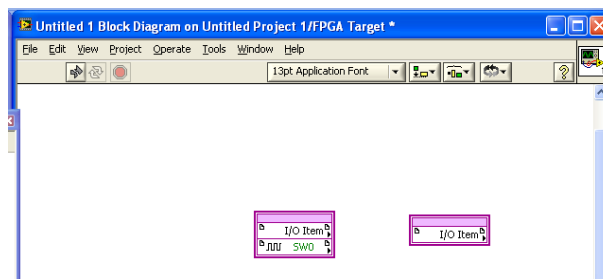 Untitled 1 Block Diagram on Untitled Project 1/FPGA Target *
File Edit View Project Operate Tools Window Help
13pt Application Font
?
I/O Item
SW0
I/O Item